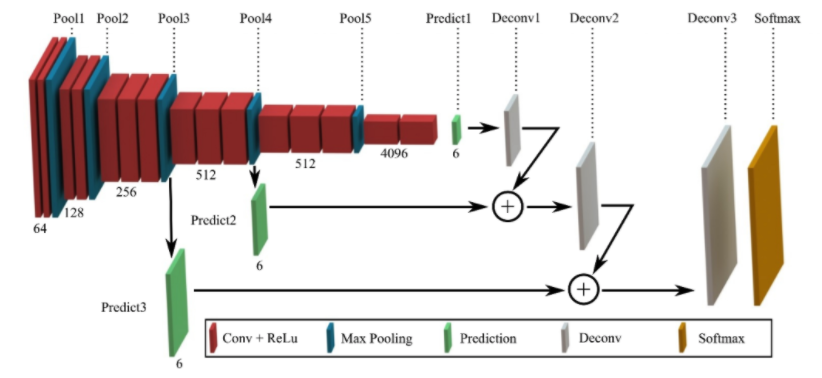 Pool1 Pool2 Pool3 Pool4 Pool5 Predict1 Deconv1 Deconv2 Deconv3 Softmax
64
128
256
512
512
4096
6
Predict2
6
Predict3
6
Conv + ReLu Max Pooling Prediction Deconv Softmax